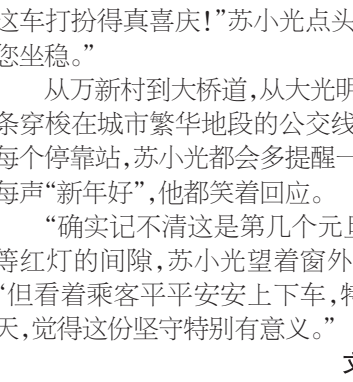 这车打扮得真喜庆!”苏小光点头
您坐稳。”
从万新村到大桥道,从大光明
条穿梭在城市繁华地段的公交线
每个停靠站,苏小光都会多提醒一
每声“新年好”,他都笑着回应。
“确实记不清这是第几个元旦
等红灯的间隙,苏小光望着窗外
“但看着乘客平平安安上下车,特
天,觉得这份坚守特别有意义。”
文